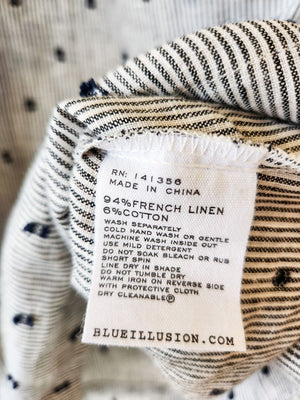 RN: 141356
MADE IN CHINA
94%FRENCH LINEN
6%COTTON
WASH SEPARATELY
COLD HAND WASH OR GENTLE
MACHINE WASH INSIDE OUT
USE MILD DETERGENT
DO NOT SOAK BLEACH OR RUB
SHORT SPIN
LINE DRY IN SHADE
DO NOT TUMBLE DRY
WARM IRON ON REVERSE SIDE
WITH PROTECTIVE CLOTH
DRY CLEANABLE Ⓟ
BLUEILLUSION.COM